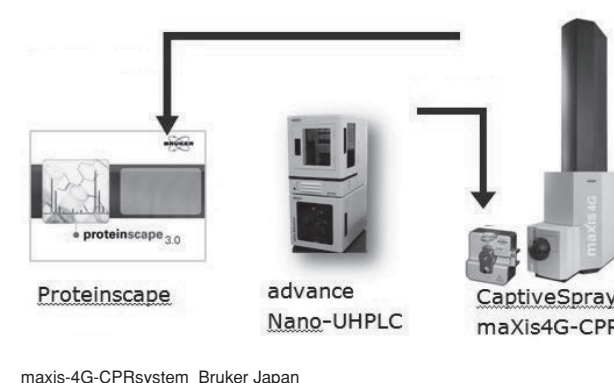 BRUKER
maXis 4G
proteinscape 3.0
Proteinscape
advance
Nano-UHPLC
CaptiveSpray
maXis4G-CPR
maxis-4G-CPRsystem Bruker Japan